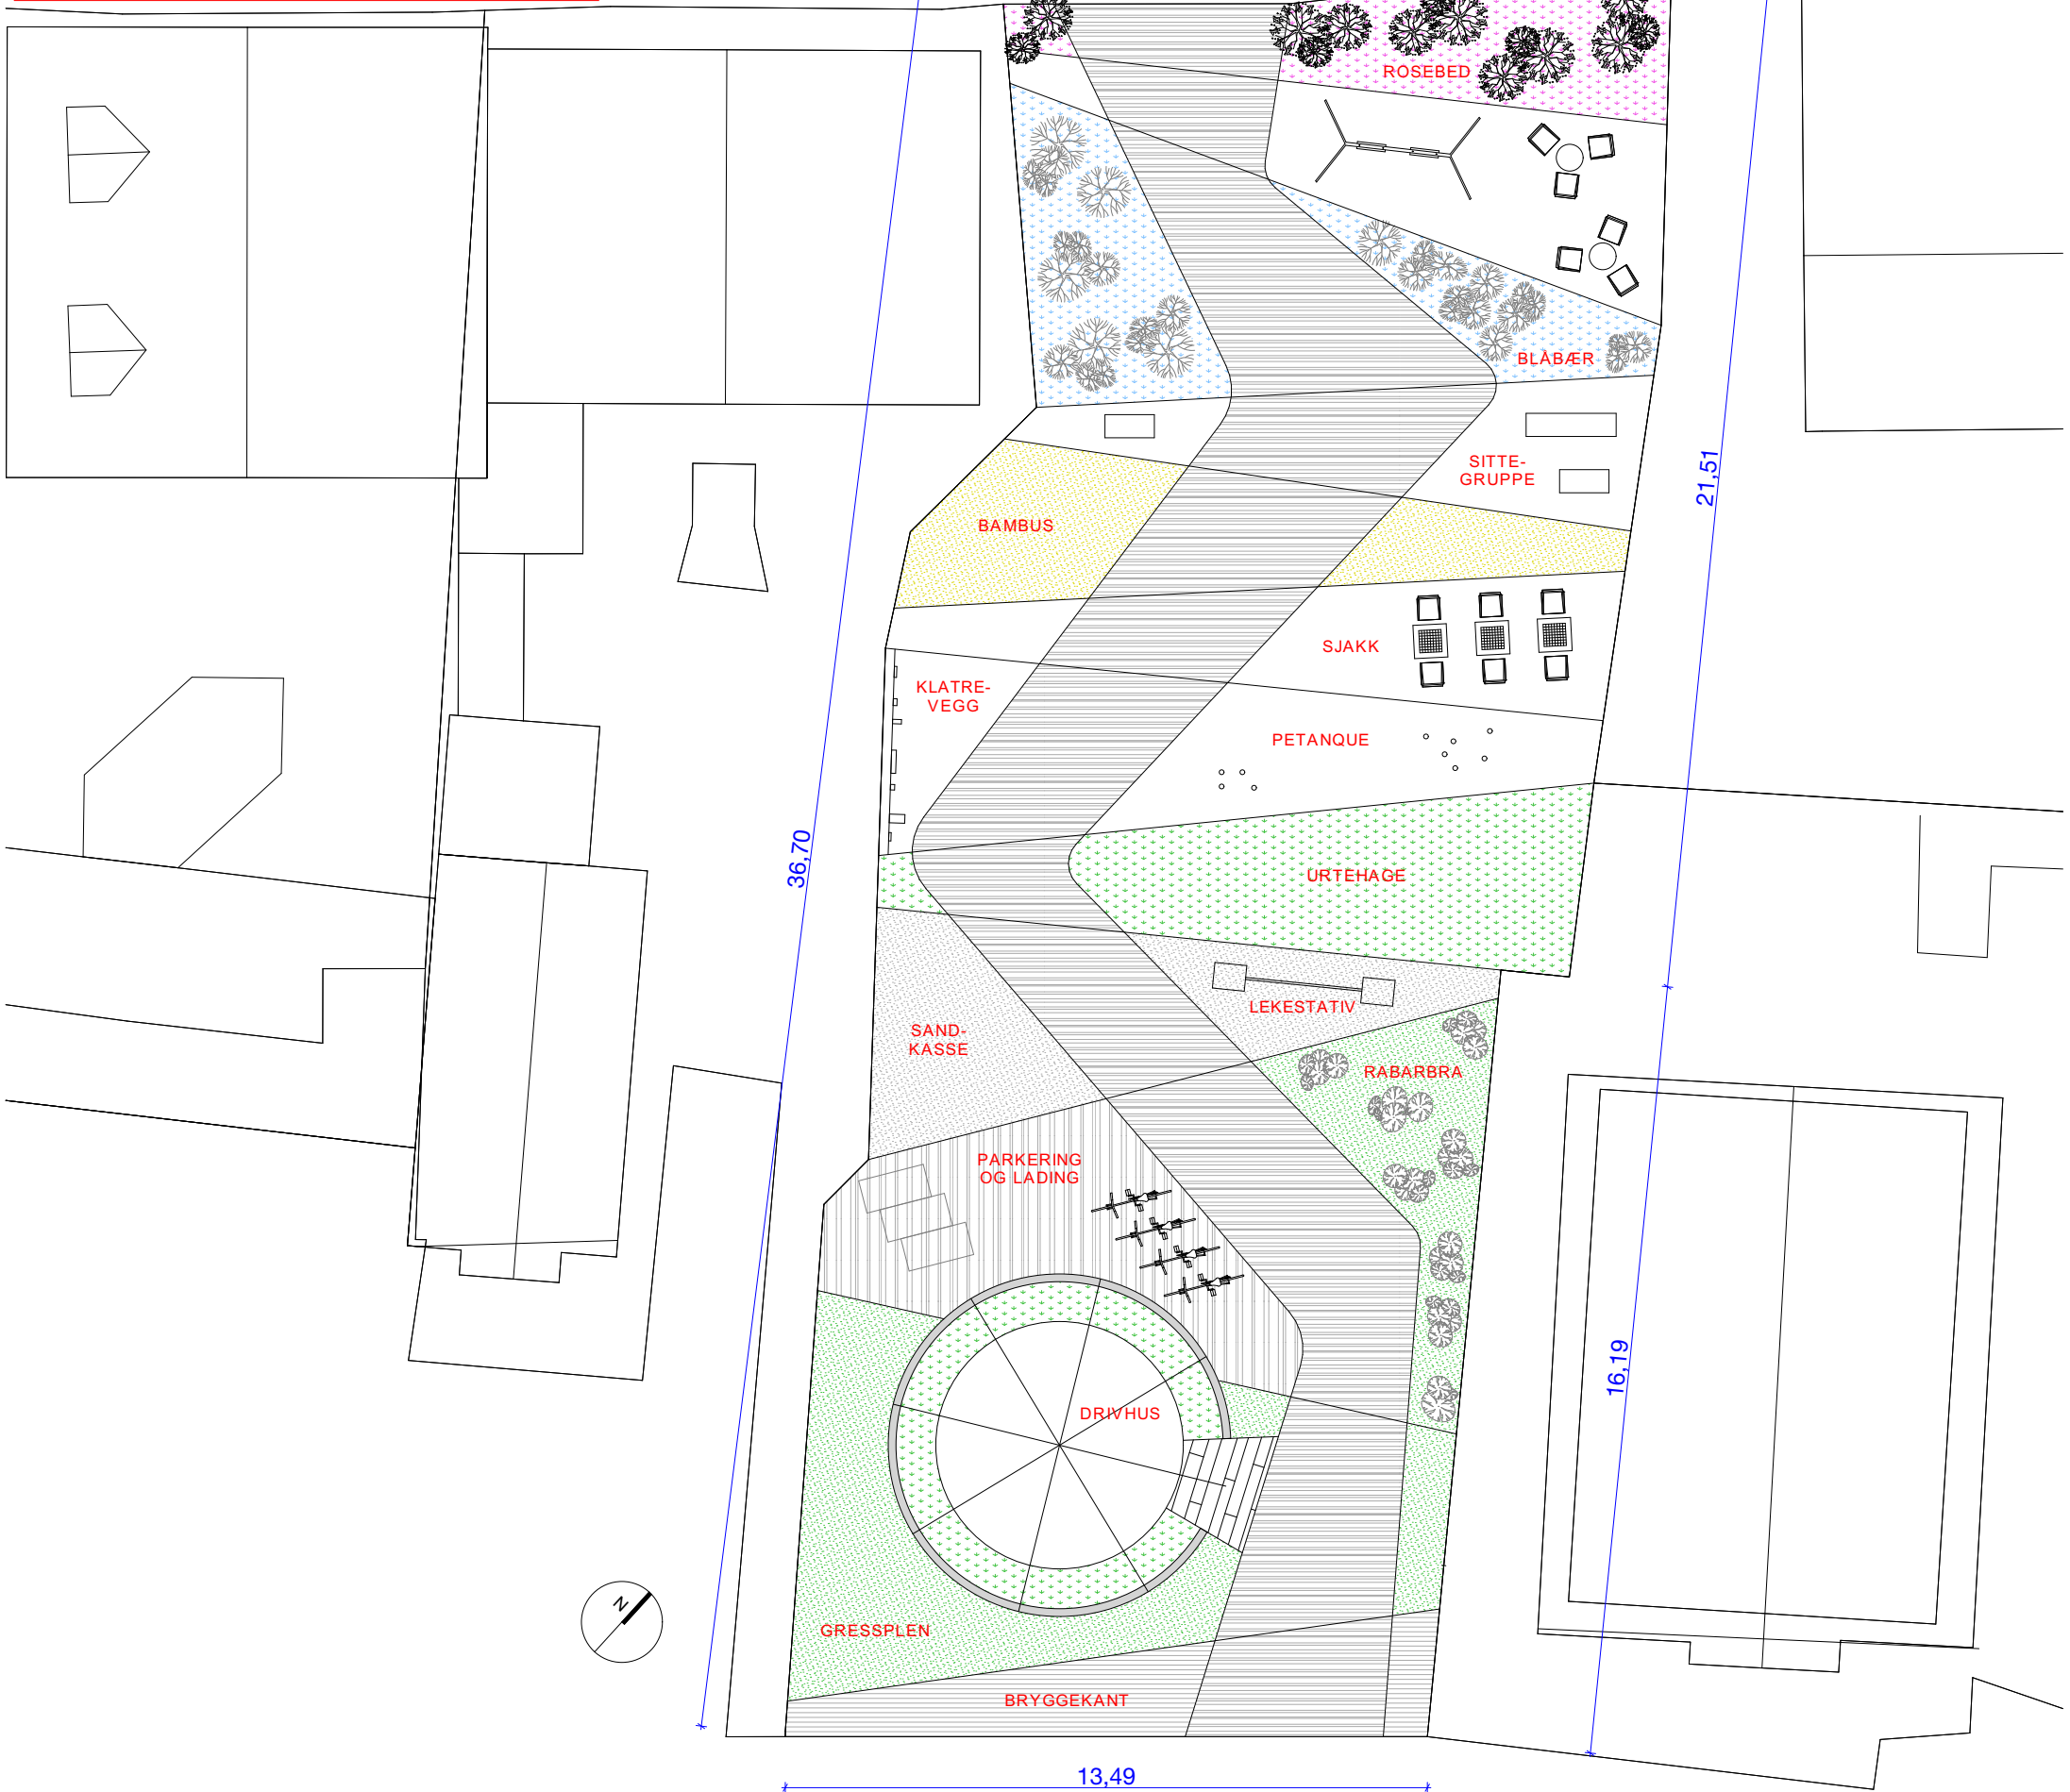 ROSEBED
BLÅBÆR
SITTE-
GRUPPE
21,51
BAMBUS
SJAKK
KLATRE-
VEGG
PETANQUE
36,70
URTEHAGE
LEKESTATIV
SAND-
KASSE
RABARBRA
PARKERING
OG LADING
16,19
DRIVHUS
N
GRESSPLEN
BRYGGEKANT
13,49